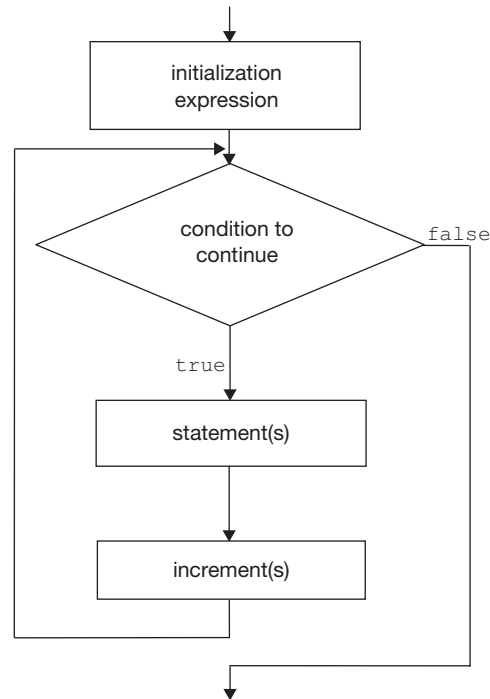 initialization
expression
condition to
continue
false
true
statement(s)
increment(s)